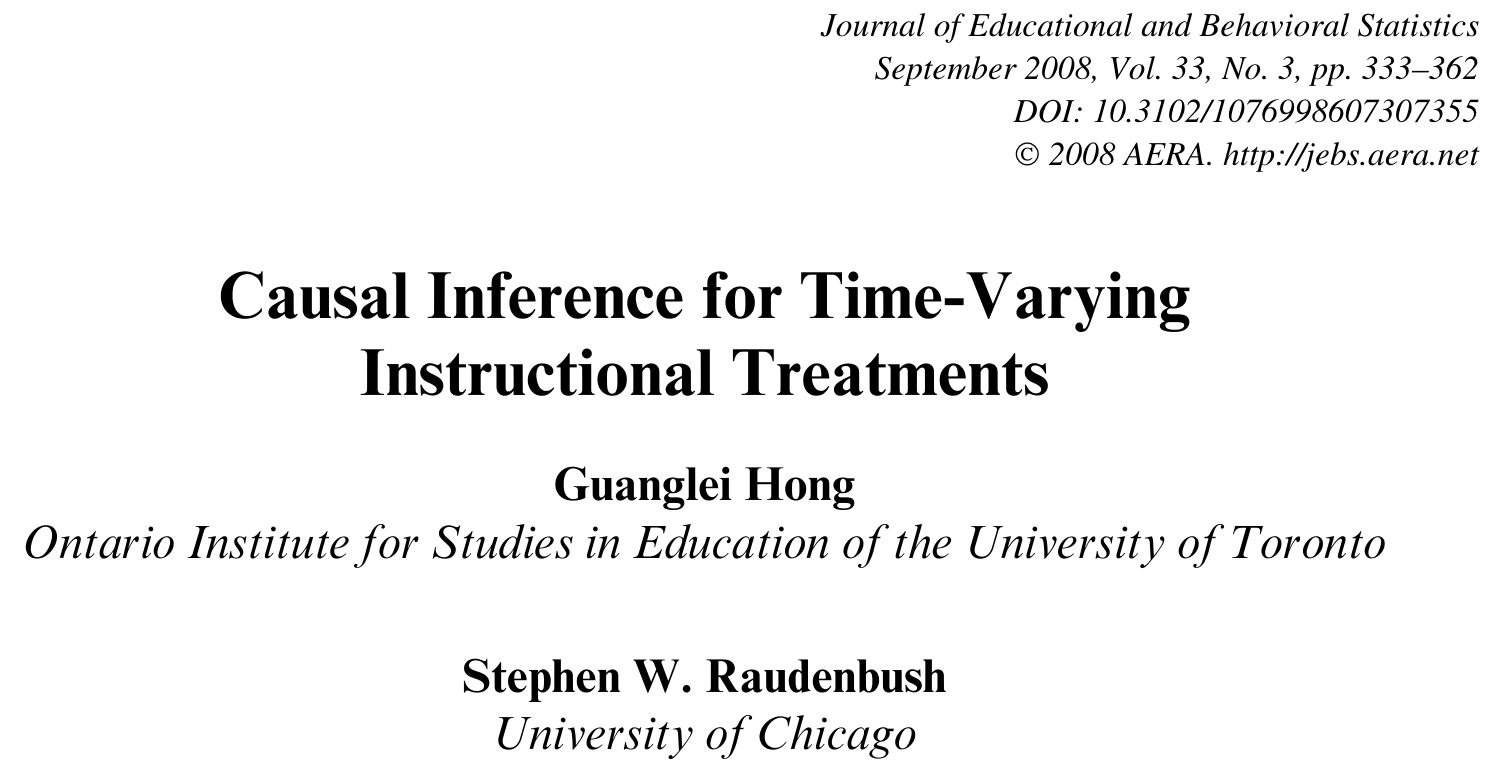 Journal of Educational and Behavioral Statistics
September 2008, Vol. 33, No. 3, pp. 333–362
DOI: 10.3102/1076998607307355
© 2008 AERA. http://jebs.aera.net
Causal Inference for Time-Varying
Instructional Treatments
Guanglei Hong
Ontario Institute for Studies in Education of the University of Toronto
Stephen W. Raudenbush
University of Chicago